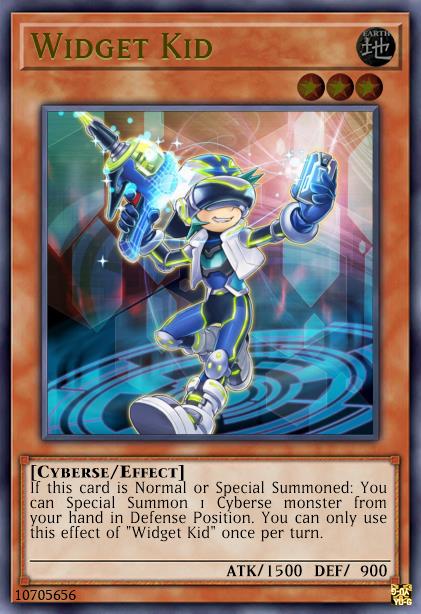 WIDGET KID
EARTH
地
[CYBERSE/EFFECT]
If this card is Normal or Special Summoned: You
can Special Summon 1 Cyberse monster from
your hand in Defense Position. You can only use
this effect of "Widget Kid" once per turn.
ATK/1500 DEF/ 900
10705656